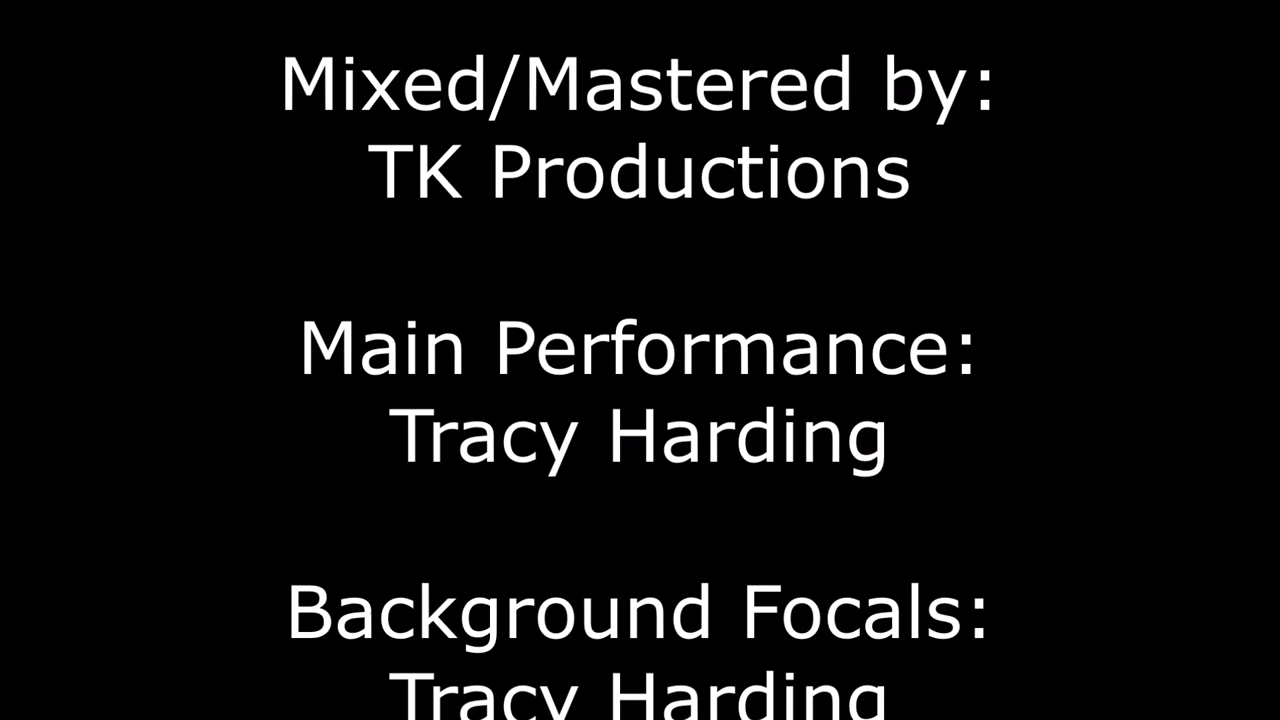 Mixed/Mastered by:
TK Productions
Main Performance:
Tracy Harding
Background Focals:
Tracy Harding